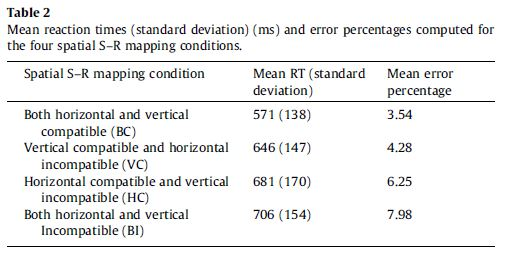 Table 2
Mean reaction times (standard deviation) (ms) and error percentages computed for
the four spatial S–R mapping conditions.
Spatial S–R mapping condition Mean RT (standard Mean error
deviation) percentage
Both horizontal and vertical 571 (138) 3.54
compatible (BC)
Vertical compatible and horizontal 646 (147) 4.28
incompatible (VC)
Horizontal compatible and vertical 681 (170) 6.25
incompatible (HC)
Both horizontal and vertical 706 (154) 7.98
Incompatible (BI)